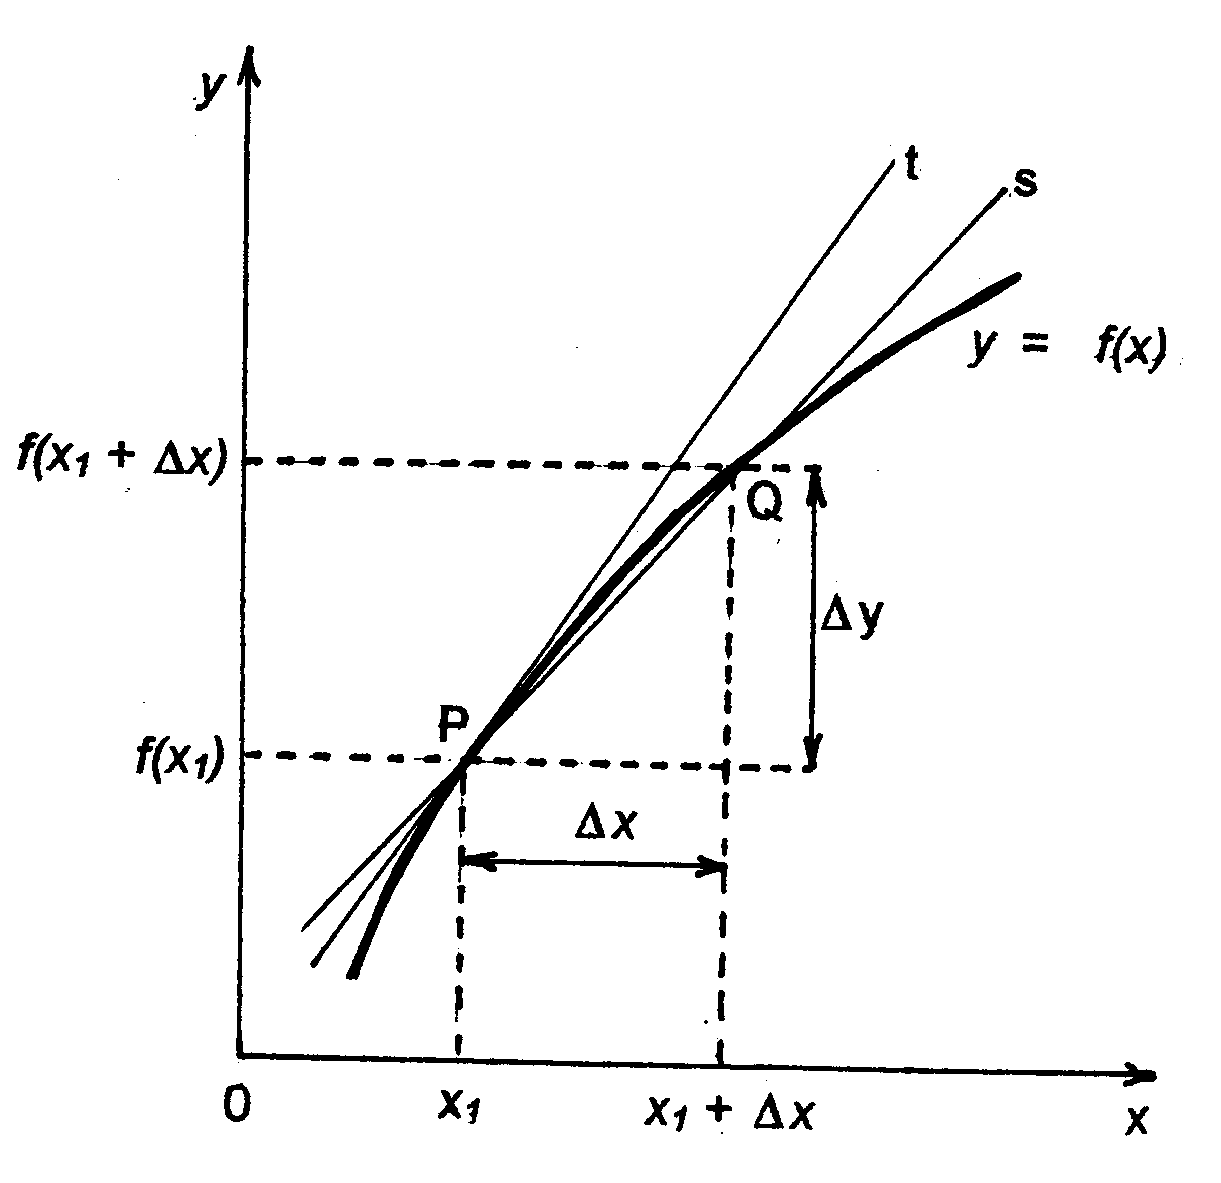 y
t
s
y = f(x)
f(x₁ + Δx)
Q
Δy
P
f(x₁)
Δx
0
x₁
x₁ + Δx
x